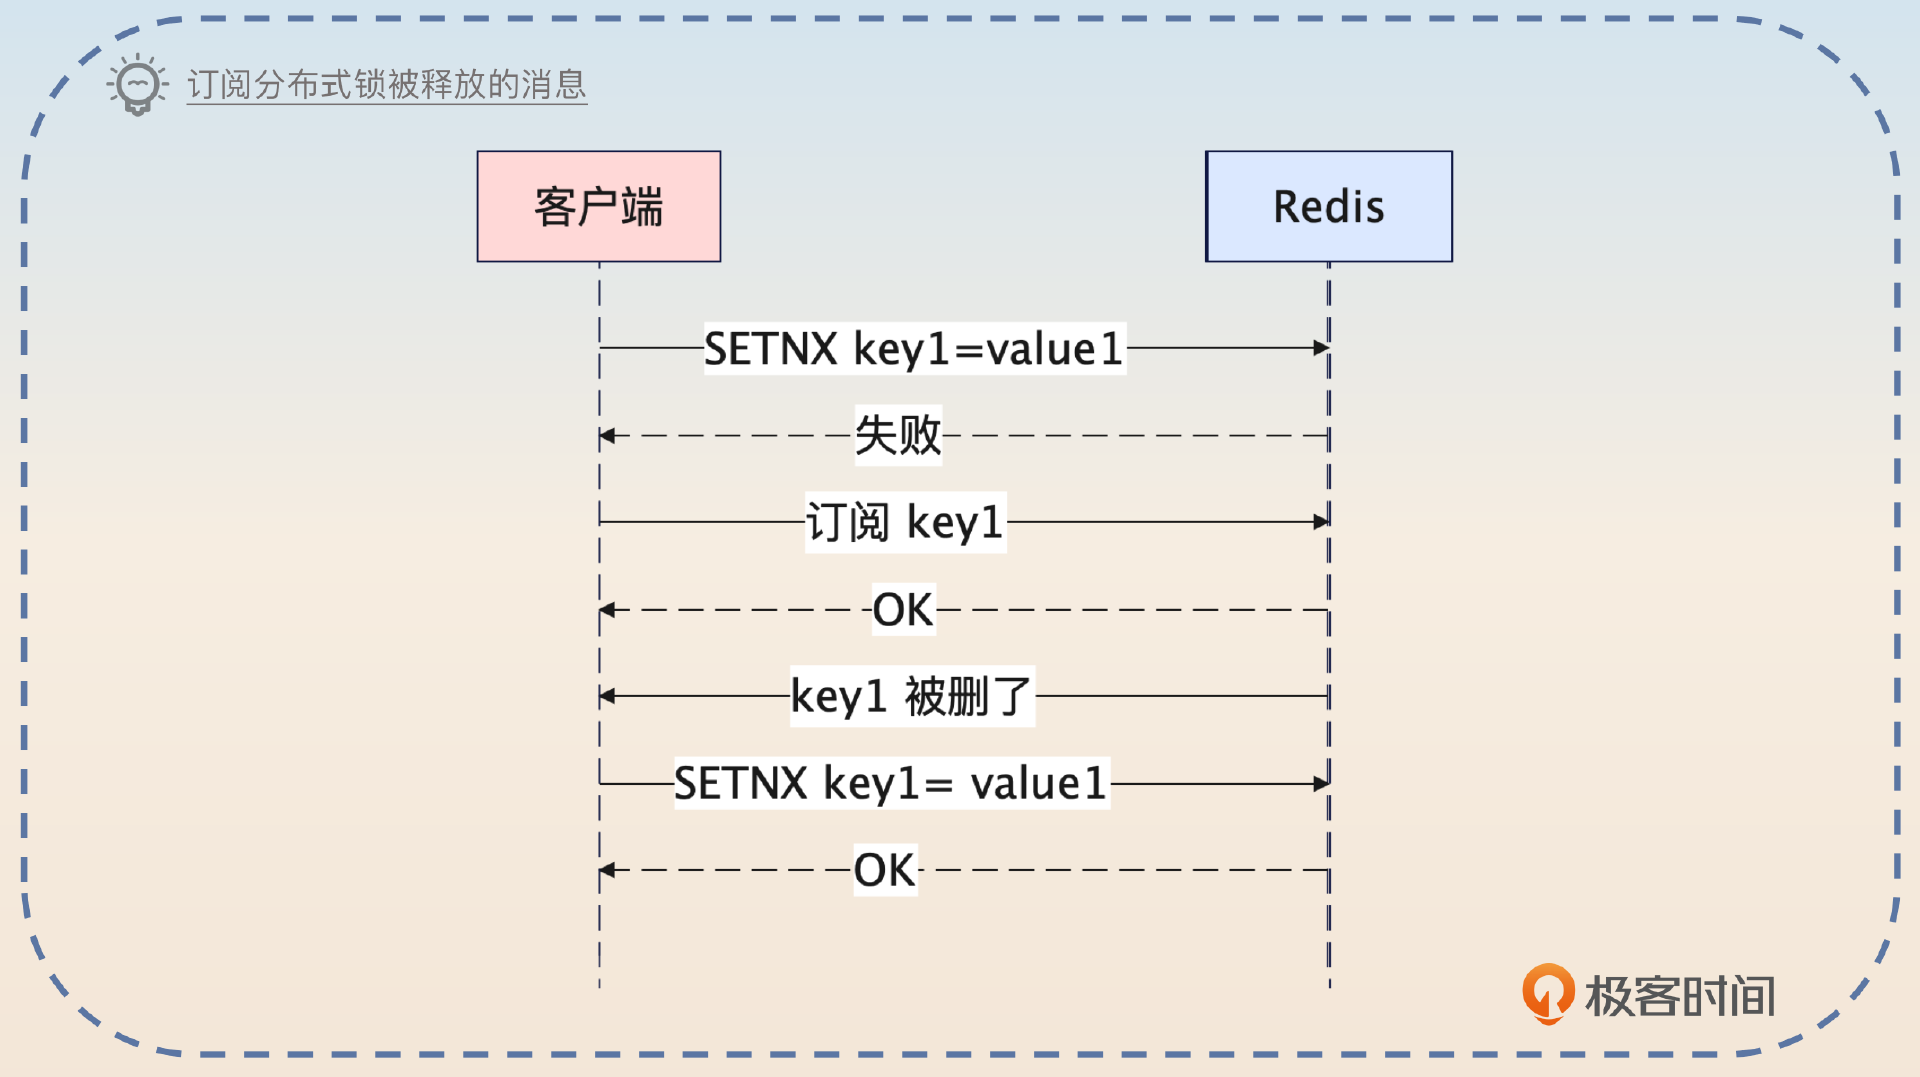 订阅分布式锁被释放的消息
客户端
Redis
SETNX key1=value1
失败
订阅 key1
OK
key1 被删了
SETNX key1= value1
OK
极客时间